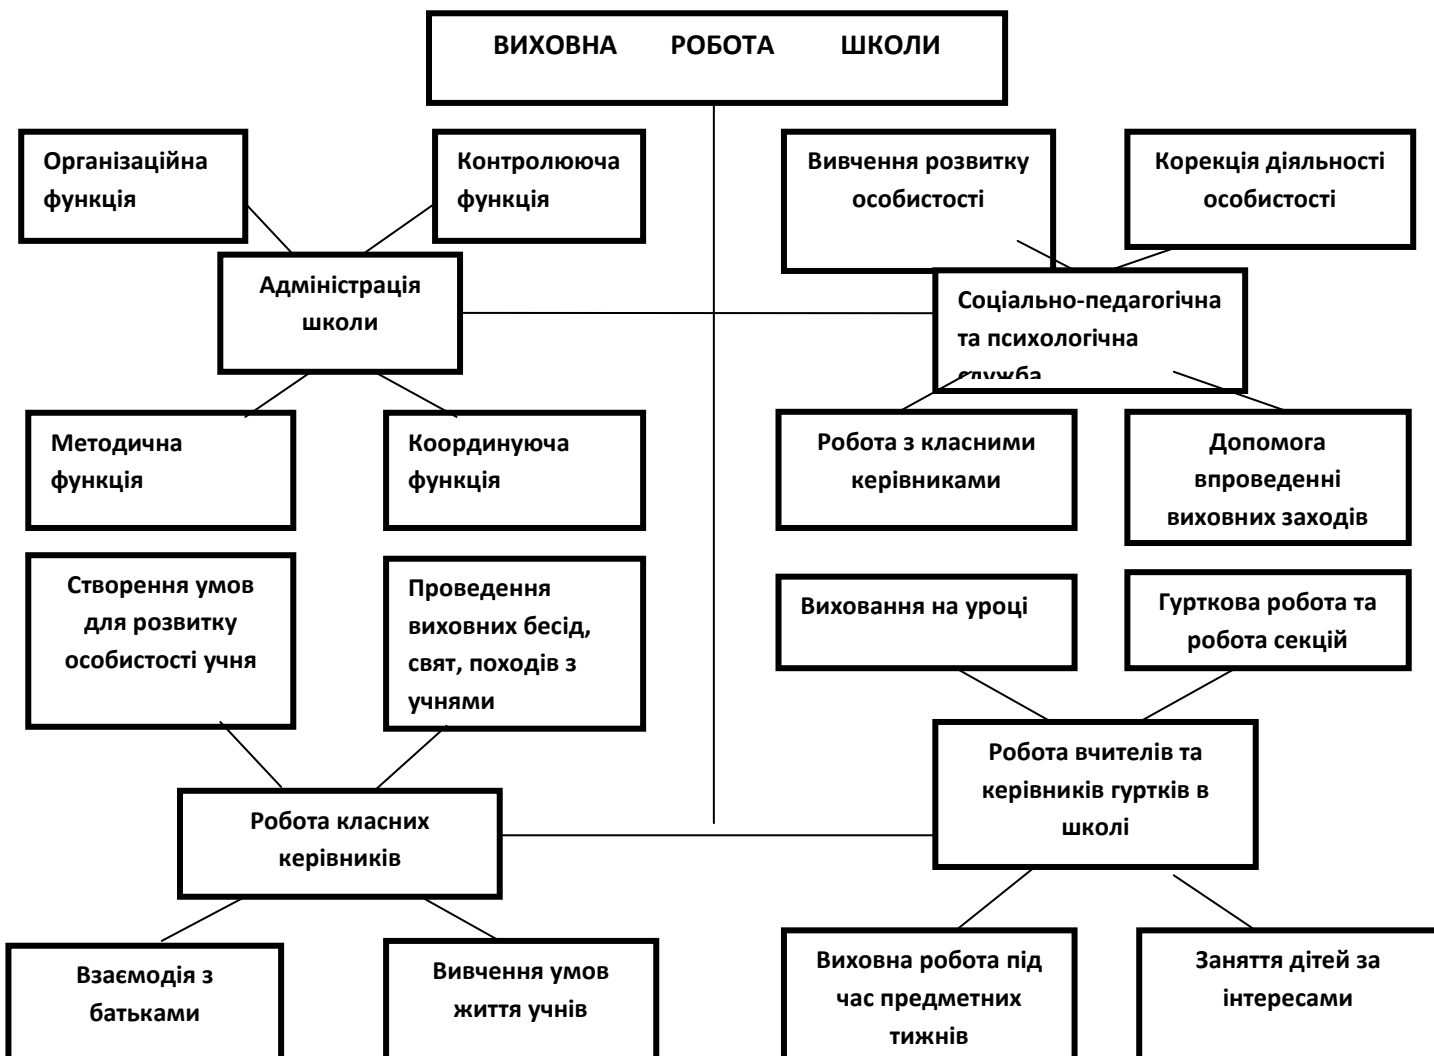 ВИХОВНА РОБОТА ШКОЛИ
Організаційна
функція
Контролююча
функція
Вивчення розвитку
особистості
Корекція діяльності
особистості
Адміністрація
школи
Соціально-педагогічна
та психологічна
служба
Методична
функція
Координуюча
функція
Робота з класними
керівниками
Допомога
впроведенні
виховних заходів
Створення умов
для розвитку
особистості учня
Проведення
виховних бесід,
свят, походів з
учнями
Виховання на уроці
Гурткова робота та
робота секцій
Робота класних
керівників
Робота вчителів та
керівників гуртків в
школі
Взаємодія з
батьками
Вивчення умов
життя учнів
Виховна робота під
час предметних
тижнів
Заняття дітей за
інтересами